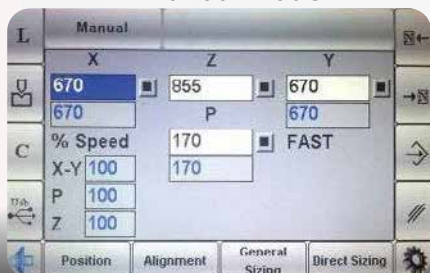 L Manual
X Z Y
670 855 670
670 P 670
% Speed 170 FAST
C X-Y 100 170
P 100
Z 100
Position Alignment General Sizing Direct Sizing